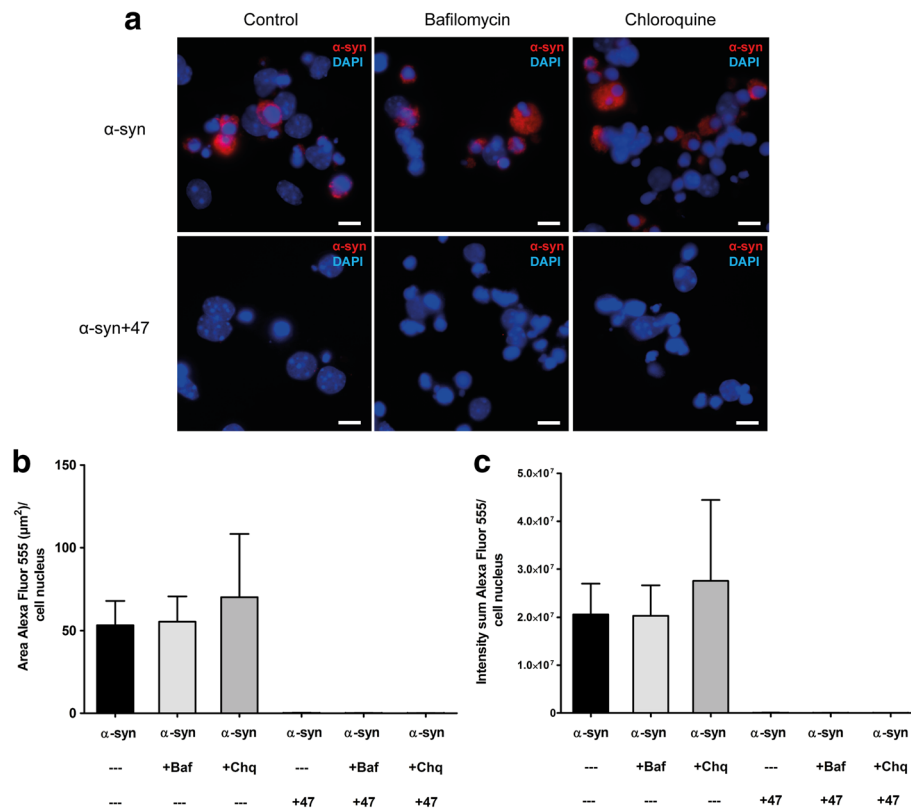 a
Control Bafilomycin Chloroquine
α-syn
α-syn DAPI
α-syn DAPI
α-syn DAPI
α-syn+47
α-syn DAPI
α-syn DAPI
α-syn DAPI
b
Area Alexa Fluor 555 (μm²)/
cell nucleus
150
100
50
0
α-syn α-syn α-syn α-syn α-syn α-syn
--- +Baf +Chq --- +Baf +Chq
--- --- --- +47 +47 +47
c
Intensity sum Alexa Fluor 555/
cell nucleus
5.0×10⁷
4.0×10⁷
3.0×10⁷
2.0×10⁷
1.0×10⁷
0
α-syn α-syn α-syn α-syn α-syn α-syn
--- +Baf +Chq --- +Baf +Chq
--- --- --- +47 +47 +47